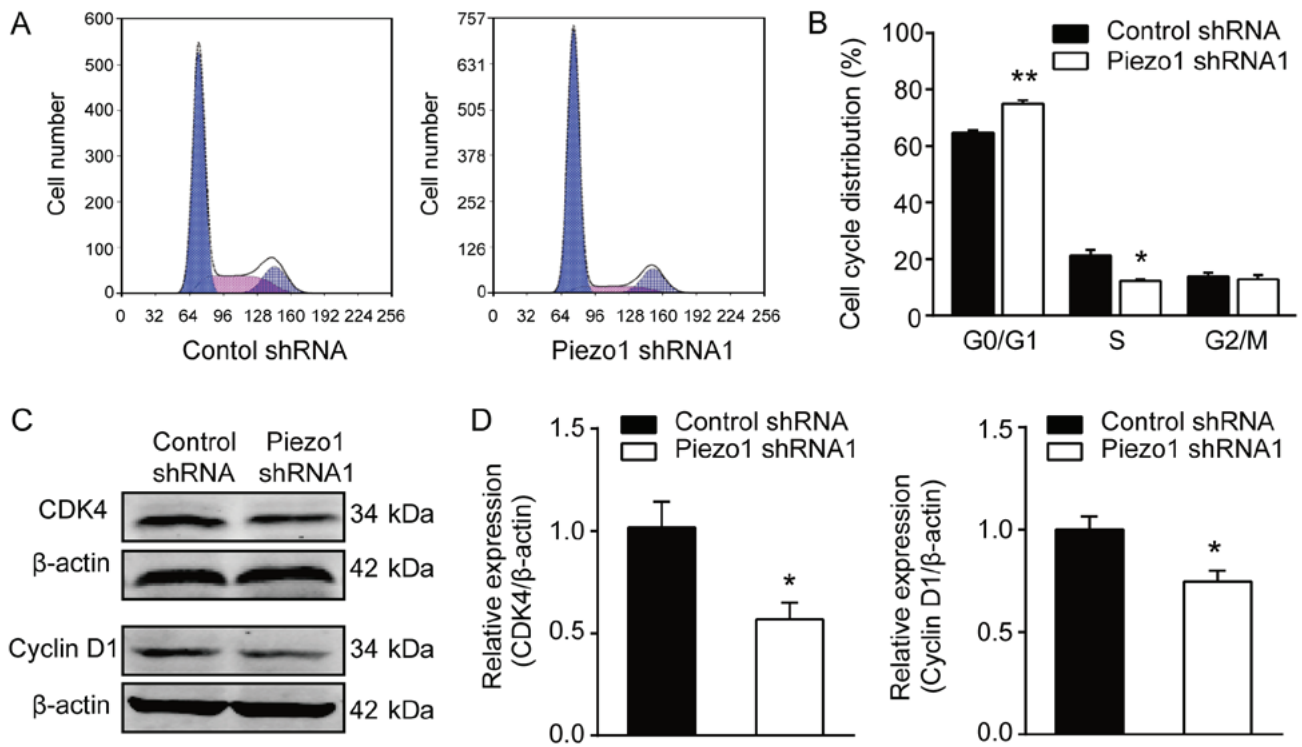 A
600
500
400
300
200
100
0
Cell number
0 32 64 96 128 160 192 224 256
Contol shRNA
757
631
505
378
252
126
0
Cell number
0 32 64 96 128 160 192 224 256
Piezo1 shRNA1
B
Control shRNA
Piezo1 shRNA1
Cell cycle distribution (%)
100
80
60
40
20
0
**
*
G0/G1 S G2/M
C
Control Piezo1
shRNA shRNA1
CDK4 34 kDa
β-actin 42 kDa
Cyclin D1 34 kDa
β-actin 42 kDa
D
Control shRNA
Piezo1 shRNA1
Relative expression
(CDK4/β-actin)
1.5
1.0
0.5
0.0
*
Control shRNA
Piezo1 shRNA1
Relative expression
(Cyclin D1/β-actin)
1.5
1.0
0.5
0.0
*